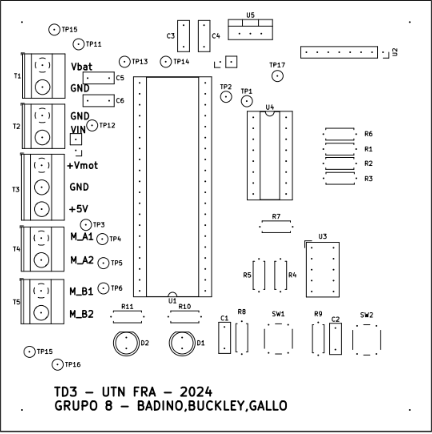 TP15
TP11
C3
C4
U5
U2
T1
Vbat
GND
TP13
TP14
C5
C6
TP17
TP2
TP1
U4
T2
GND
VIN
TP12
R6
R1
R2
R3
T3
+Vmot
GND
+5V
TP3
R7
T4
M_A1
TP4
M_A2
TP5
U3
R5
R4
T5
M_B1
TP6
M_B2
U1
R11
R10
D2
D1
C1
R8
SW1
R9
C2
SW2
TP15
TP16
TD3 - UTN FRA - 2024
GRUPO 8 - BADINO,BUCKLEY,GALLO